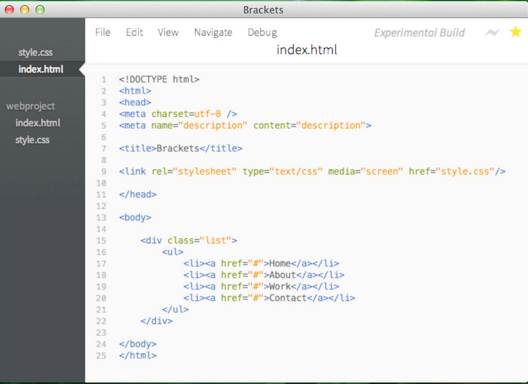 Brackets
File Edit View Navigate Debug Experimental Build
index.html
style.css
index.html
webproject
index.html
style.css
1 <!DOCTYPE html>
2 <html>
3 <head>
4 <meta charset=utf-8 />
5 <meta name="description" content="description">
6
7 <title>Brackets</title>
8
9 <link rel="stylesheet" type="text/css" media="screen" href="style.css"/>
10
11 </head>
12
13 <body>
14
15 <div class="list">
16 <ul>
17 <li><a href="#">Home</a></li>
18 <li><a href="#">About</a></li>
19 <li><a href="#">Work</a></li>
20 <li><a href="#">Contact</a></li>
21 </ul>
22 </div>
23
24 </body>
25 </html>